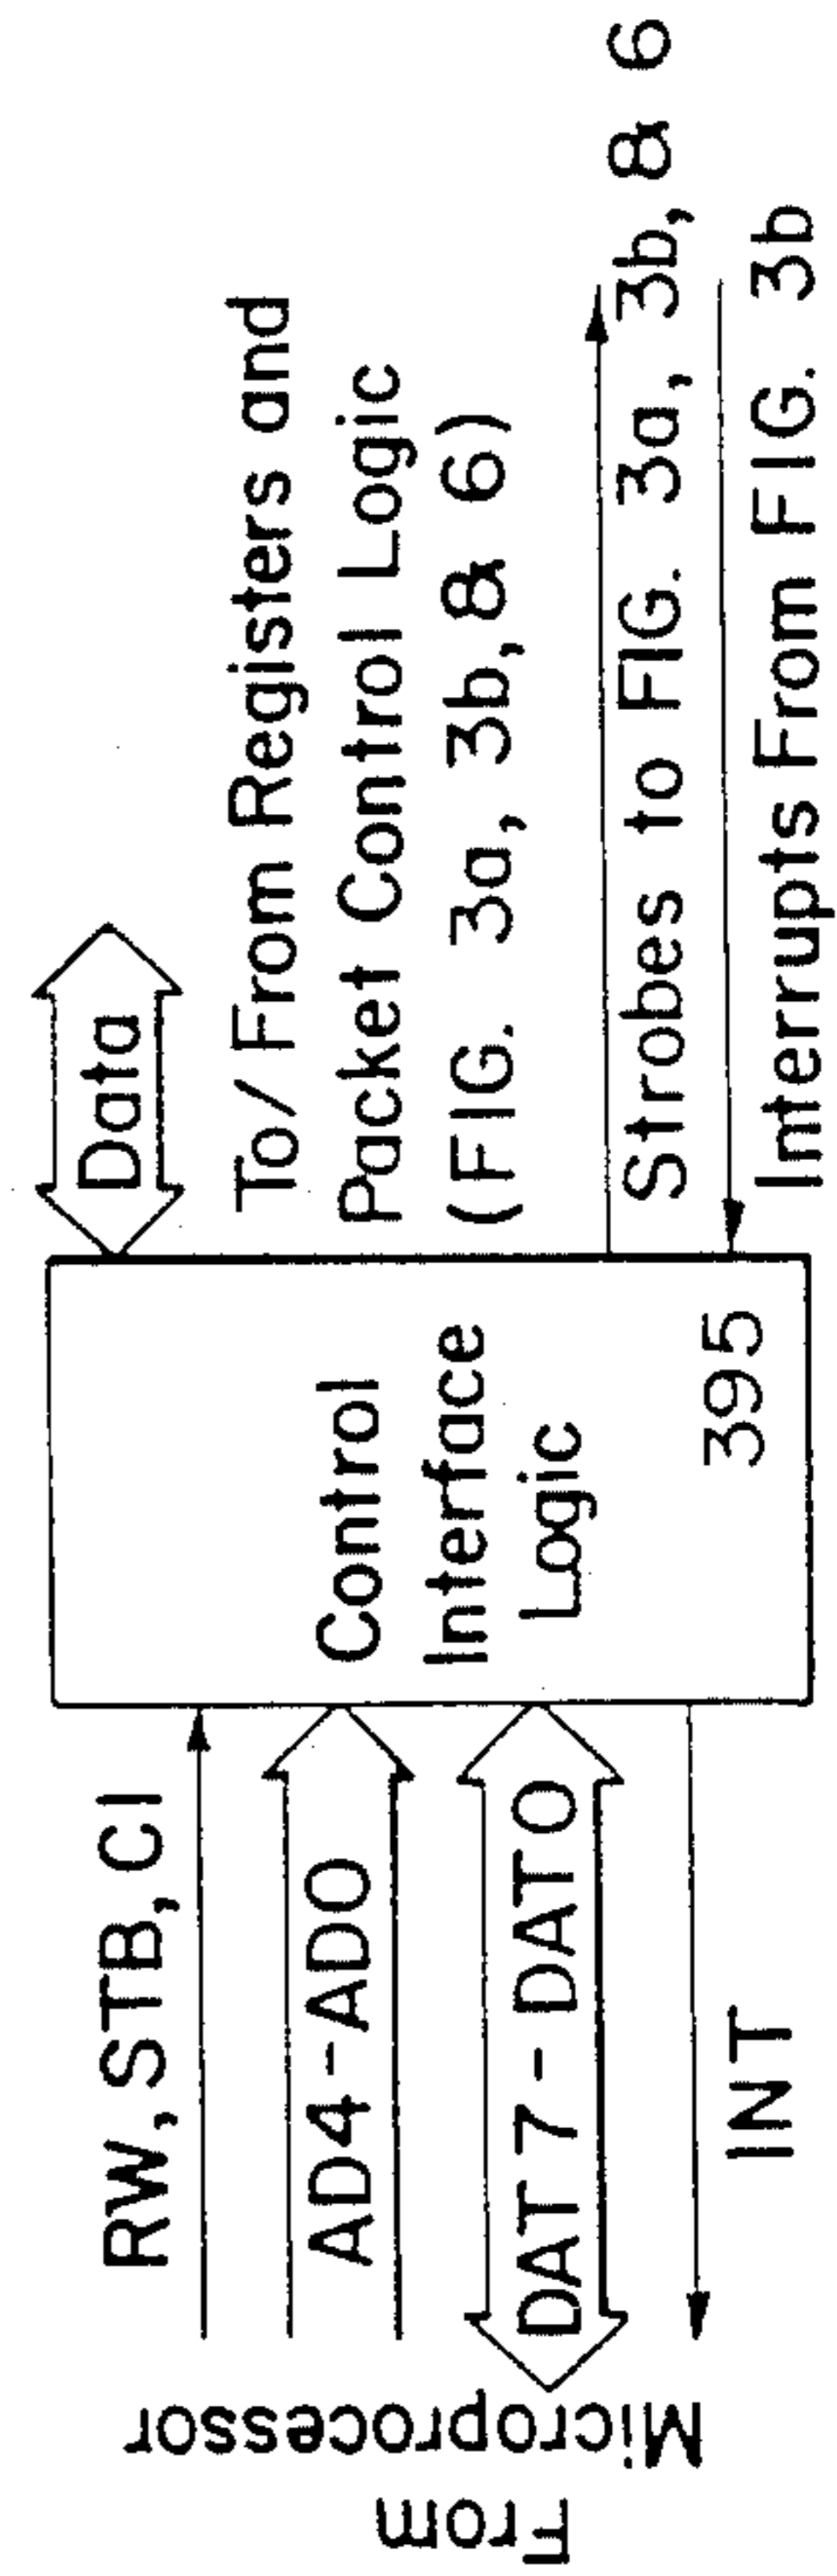 From
Microprocessor
RW, STB, CI
AD4-AD0
DAT 7 - DAT 0
INT
Control
Interface
Logic
395
Data
To/From Registers and
Packet Control Logic
(FIG. 3a, 3b, & 6)
Strobes to FIG. 3a, 3b, & 6
Interrupts From FIG. 3b